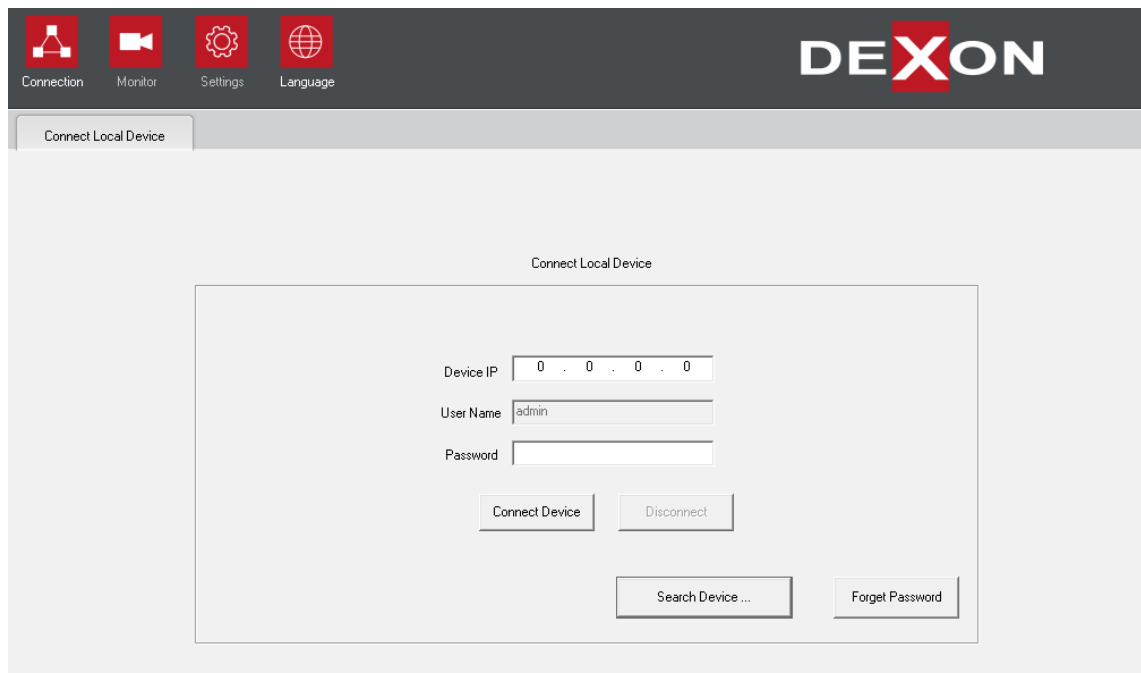 Connection Monitor Settings Language
DEXON
Connect Local Device
Connect Local Device
Device IP 0 . 0 . 0 . 0
User Name admin
Password
Connect Device Disconnect
Search Device ... Forget Password